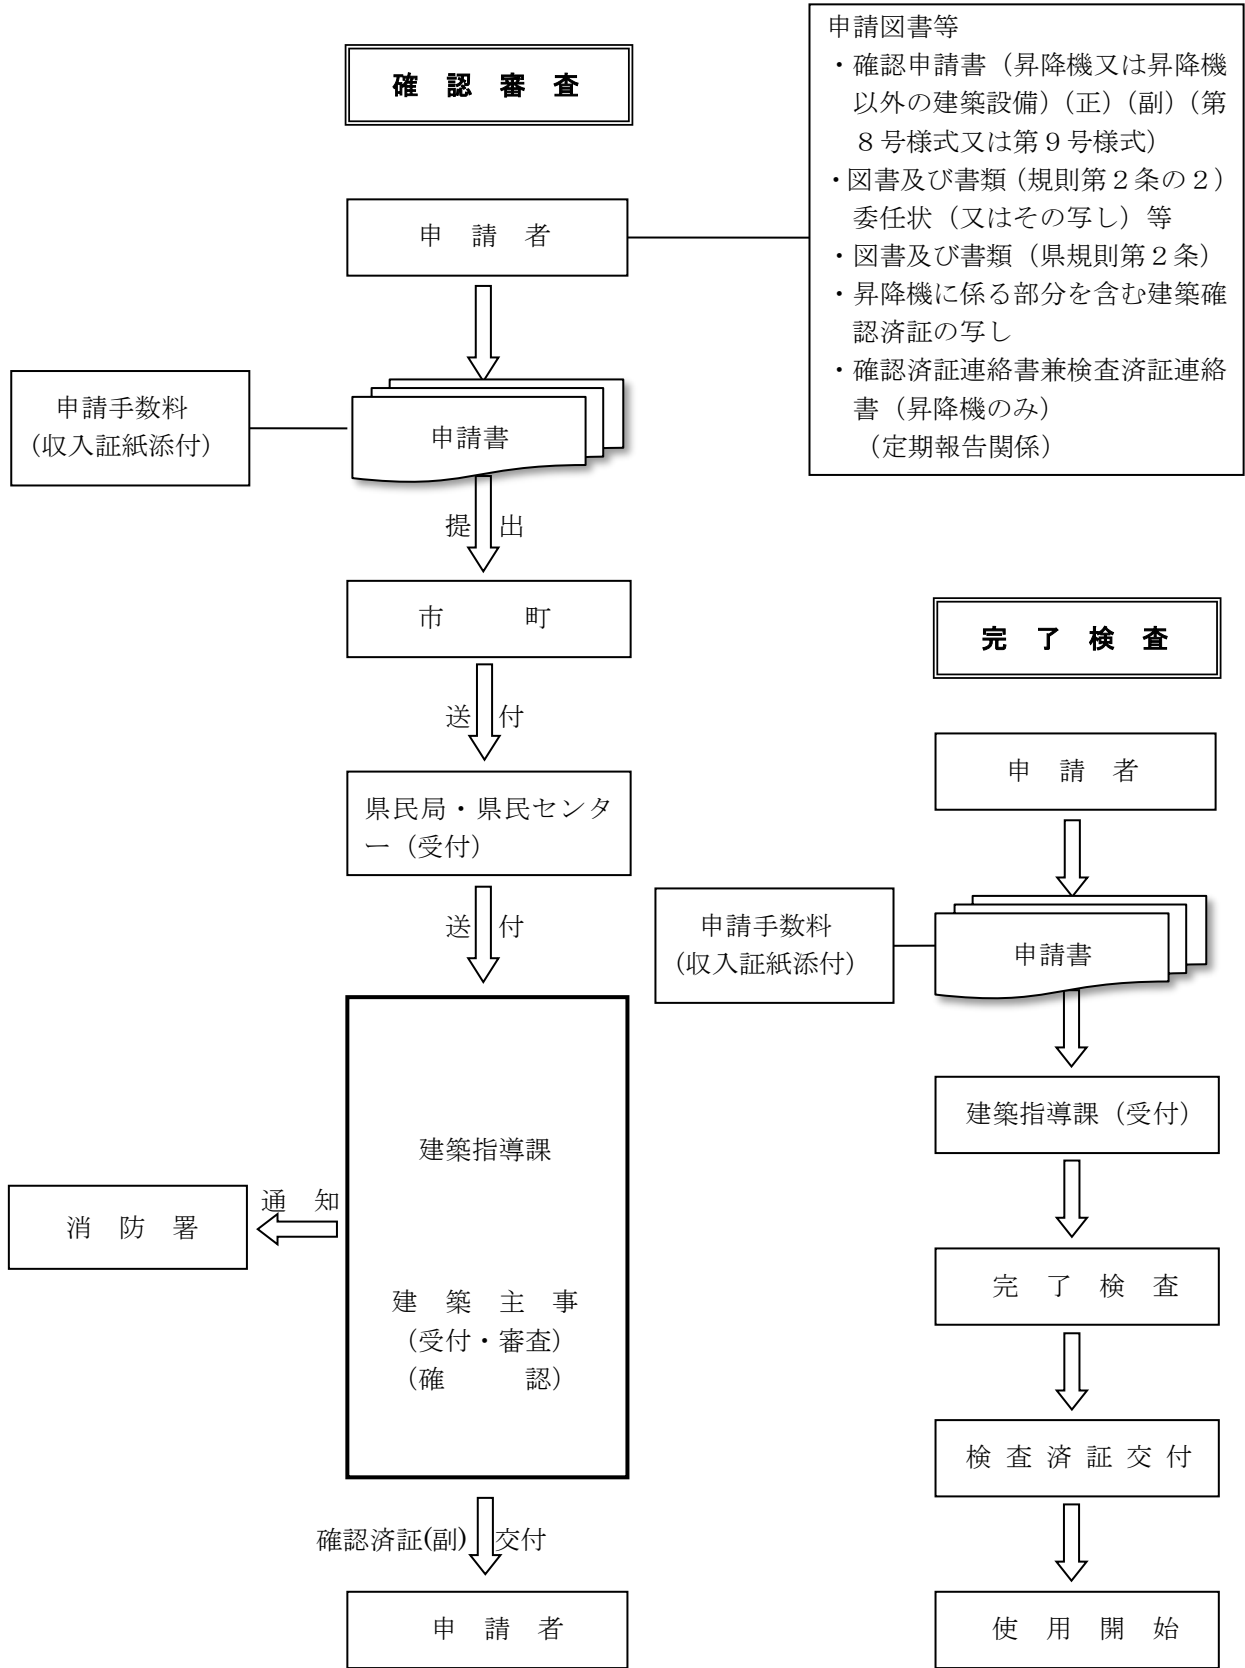 確　認　審　査
申請図書等
・確認申請書（昇降機又は昇降機
以外の建築設備）（正）（副）（第
８号様式又は第９号様式）
・図書及び書類（規則第２条の２）
委任状（又はその写し）等
・図書及び書類（県規則第２条）
・昇降機に係る部分を含む建築確
認済証の写し
・確認済証連絡書兼検査済証連絡
書（昇降機のみ）
（定期報告関係）
申　請　者
申請手数料
（収入証紙添付）
申請書
提　出
市　　　町
送　付
県民局・県民センタ
ー（受付）
送　付
建築指導課
建　築　主　事
（受付・審査）
（確　　　認）
通　知
消　防　署
確認済証(副)　交付
申　請　者
完　了　検　査
申　請　者
申請手数料
（収入証紙添付）
申請書
建築指導課（受付）
完　了　検　査
検 査 済 証 交 付
使　用　開　始